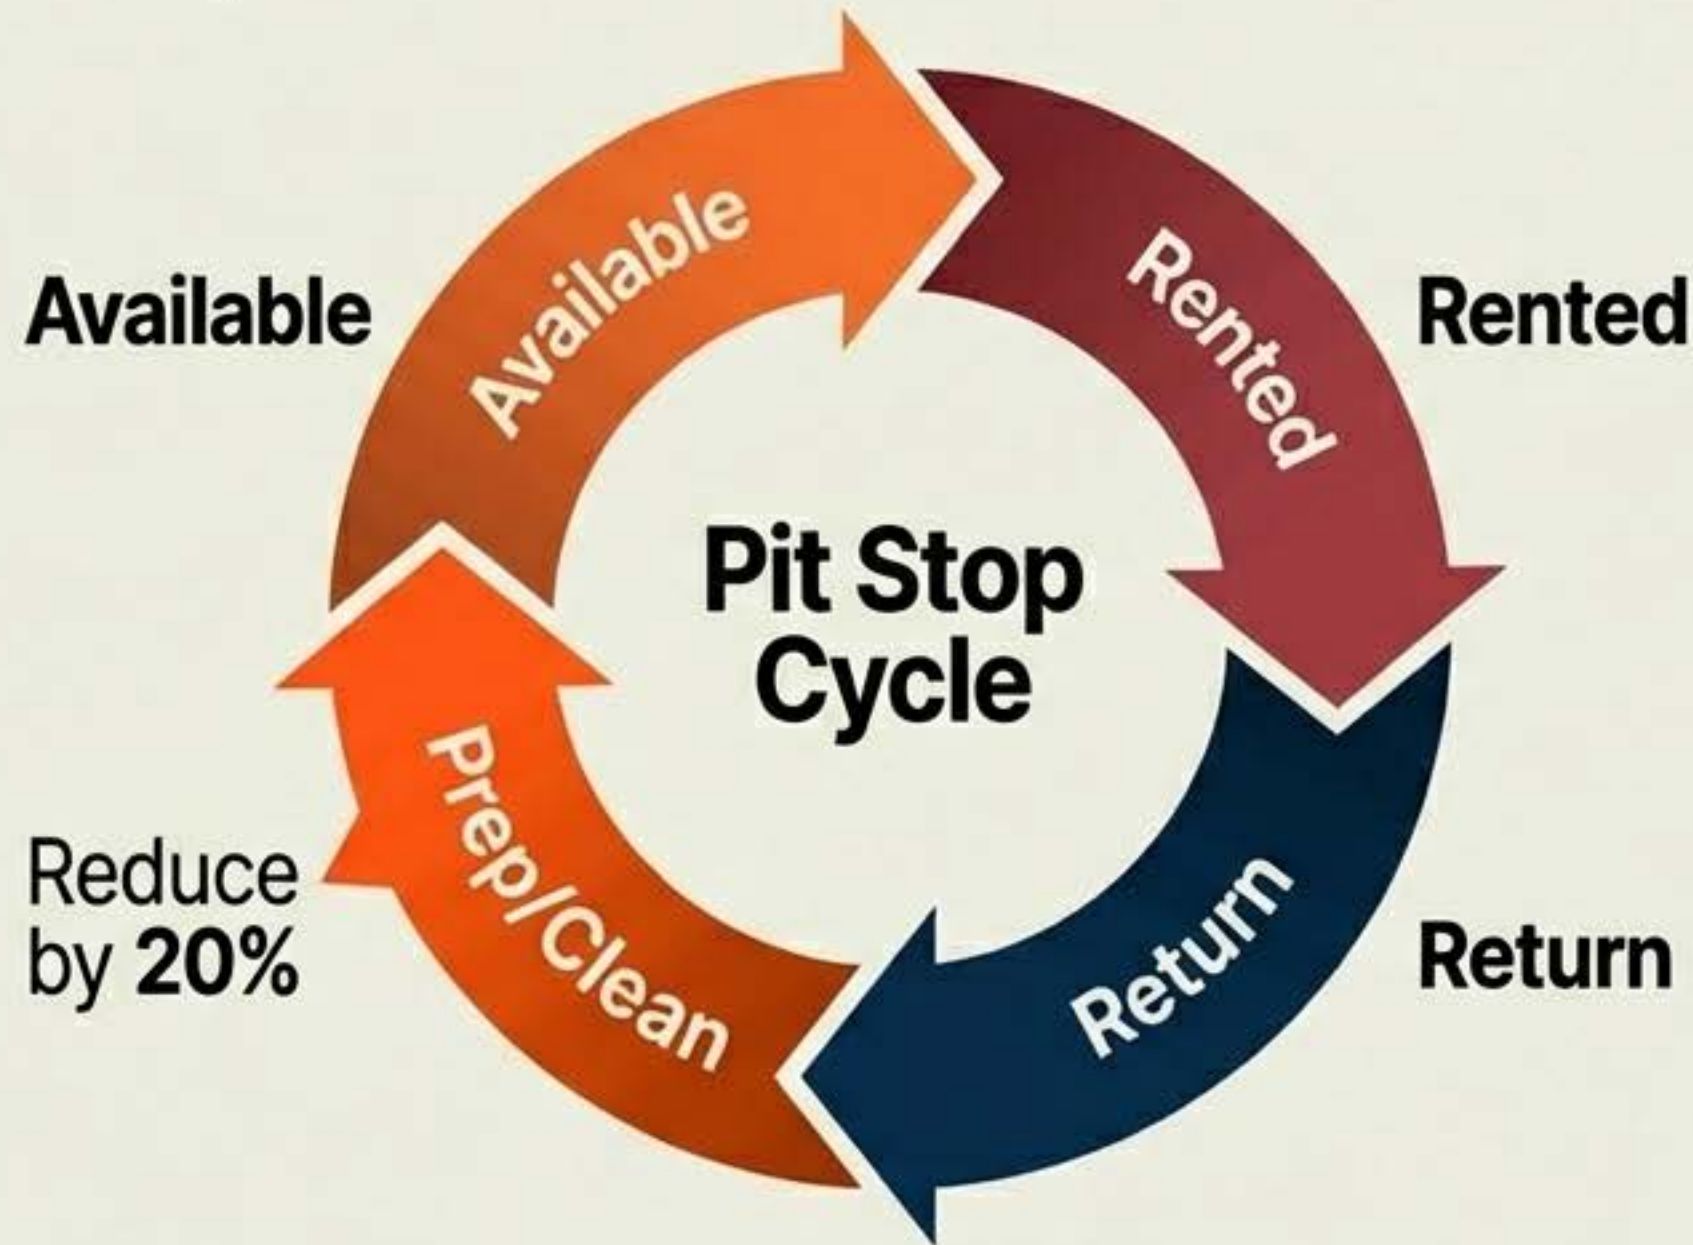 Available
Available
Rented
Rented
Pit Stop
Cycle
Prep/Clean
Reduce
by 20%
Return
Return